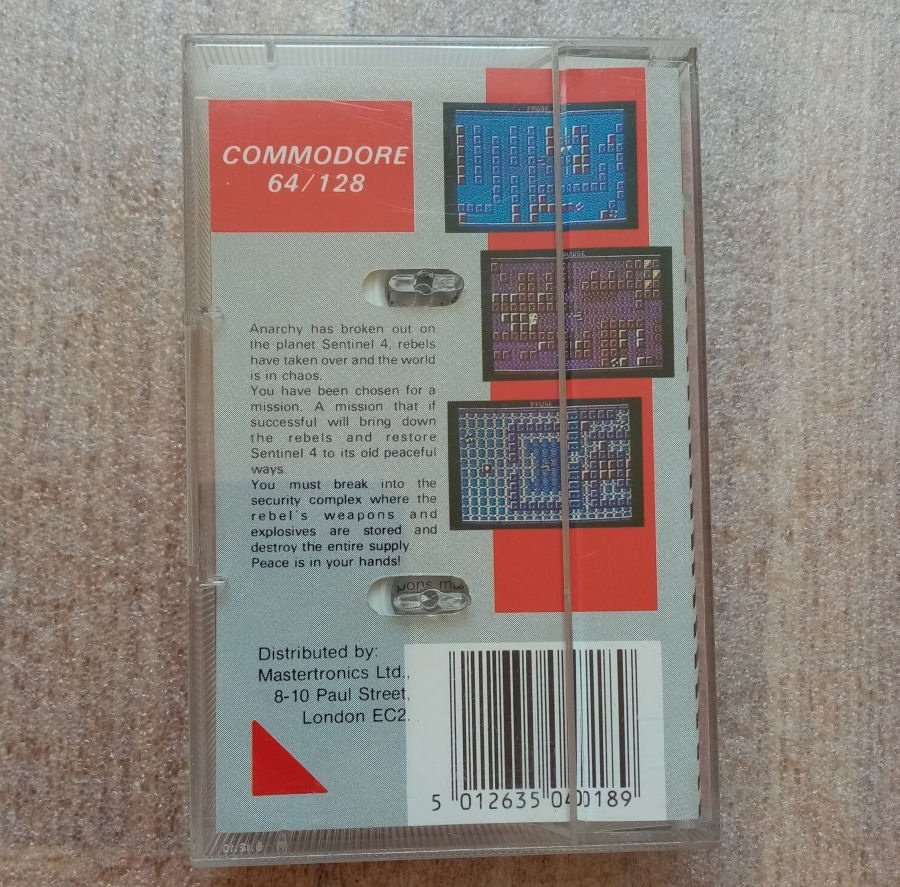 COMMODORE
64/128
PAUSE
PAUSE
PAUSE
Anarchy has broken out on
the planet Sentinel 4, rebels
have taken over and the world
is in chaos.
You have been chosen for a
mission. A mission that if
successful will bring down
the rebels and restore
Sentinel 4 to its old peaceful
ways.
You must break into the
security complex where the
rebel's weapons and
explosives are stored and
destroy the entire supply.
Peace is in your hands!
Distributed by:
Mastertronics Ltd.,
8-10 Paul Street,
London EC2.
5 012635 040189